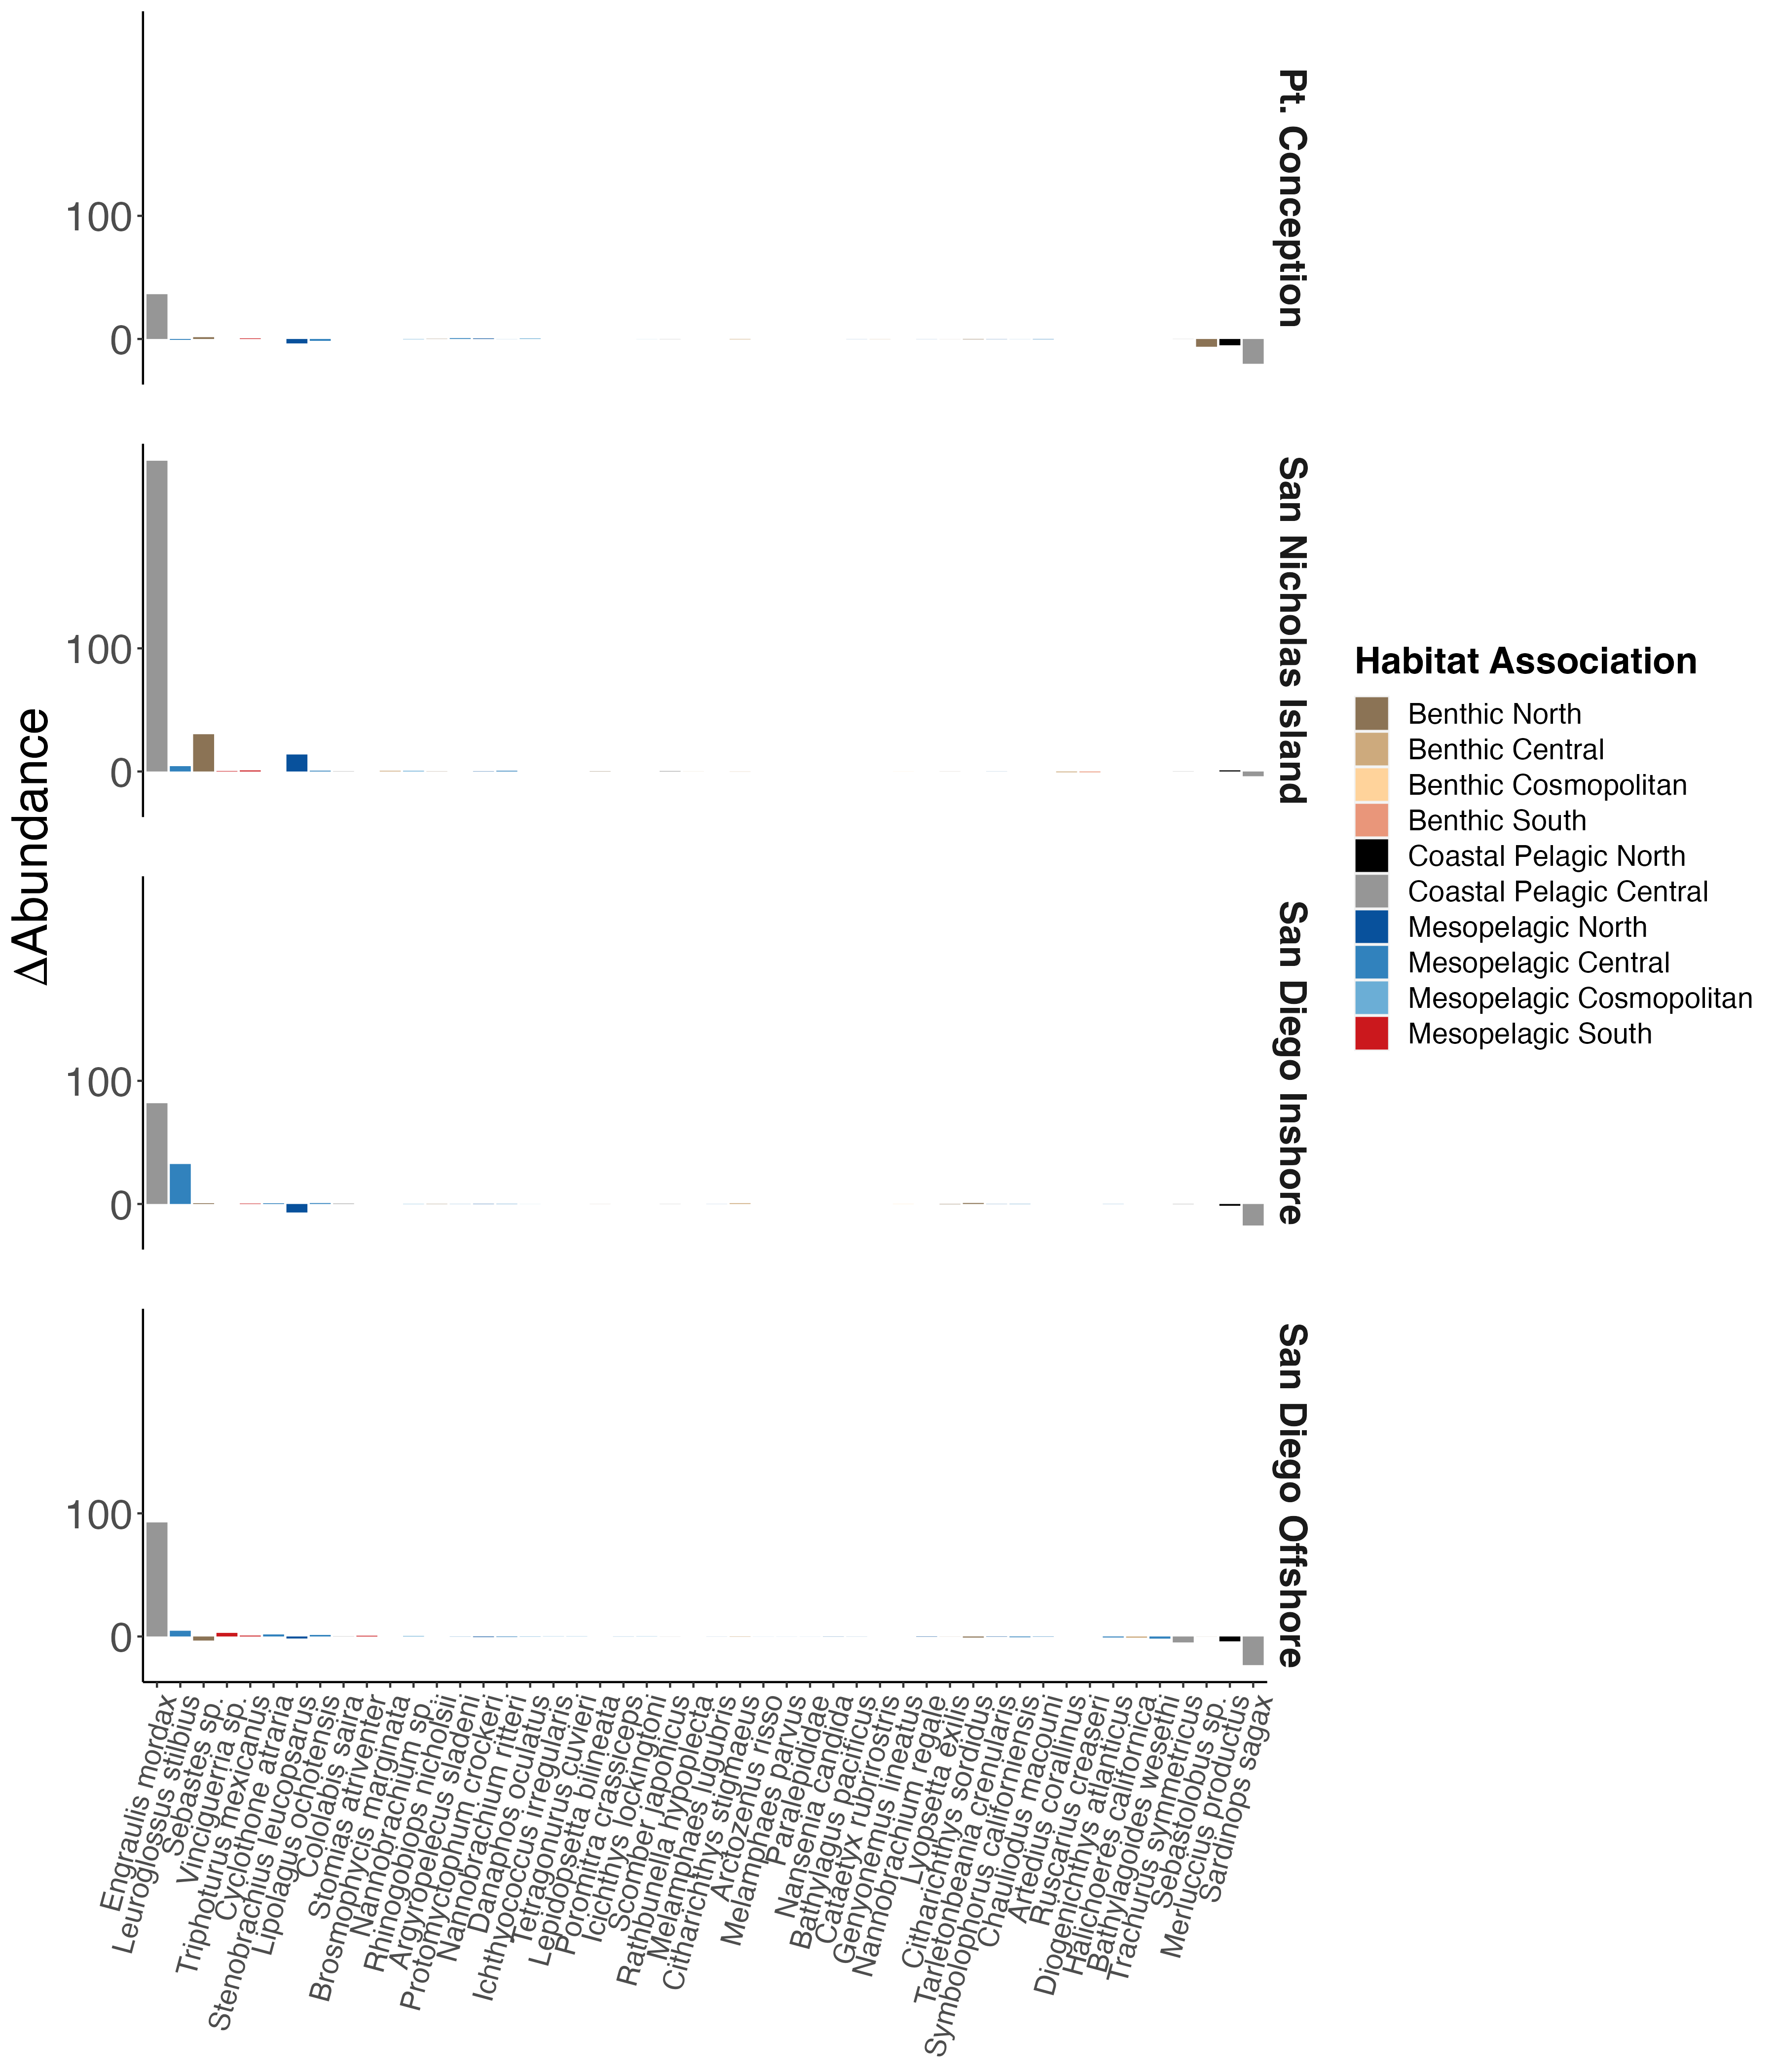 ΔAbundance
100
0
Pt. Conception
100
0
San Nicholas Island
100
0
San Diego Inshore
100
0
San Diego Offshore
Engraulis mordax
Leuroglossus stilbius
Sebastes sp.
Vinciguerria sp.
Triphoturus mexicanus
Cyclothone atraria
Stenobrachius leucopsarus
Lipolagus ochotensis
Cololabis saira
Stomias atriventer
Brosmophycis marginata
Nannobrachium sp.
Rhinogobiops nicholsii
Argyropelecus sladeni
Protomyctophum crockeri
Nannobrachium ritteri
Danaphos oculatus
Ichthyococcus irregularis
Tetragonurus cuvieri
Lepidopsetta bilineata
Poromitra crassiceps
Icichthys lockingtoni
Scomber japonicus
Rathbunella hypoplecta
Melamphaes lugubris
Citharichthys stigmaeus
Arctozenus risso
Melamphaes parvus
Paralepididae
Nansenia candida
Bathylagus pacificus
Cataetyx rubrirostris
Genyonemus lineatus
Nannobrachium regale
Lyopsetta exilis
Citharichthys sordidus
Tarletonbeania crenularis
Symbolophorus californiensis
Chauliodus macouni
Artedius corallinus
Ruscarius creaseri
Diogenichthys atlanticus
Halichoeres californica
Bathylagoides wesethi
Trachurus symmetricus
Sebastolobus sp.
Merluccius productus
Sardinops sagax
Habitat Association
Benthic North
Benthic Central
Benthic Cosmopolitan
Benthic South
Coastal Pelagic North
Coastal Pelagic Central
Mesopelagic North
Mesopelagic Central
Mesopelagic Cosmopolitan
Mesopelagic South